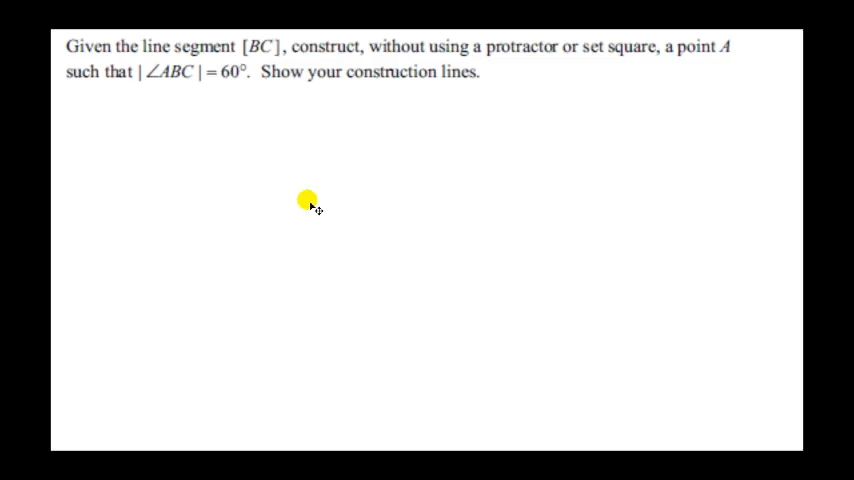 Given the line segment [BC], construct, without using a protractor or set square, a point A
such that | ∠ABC | = 60°. Show your construction lines.